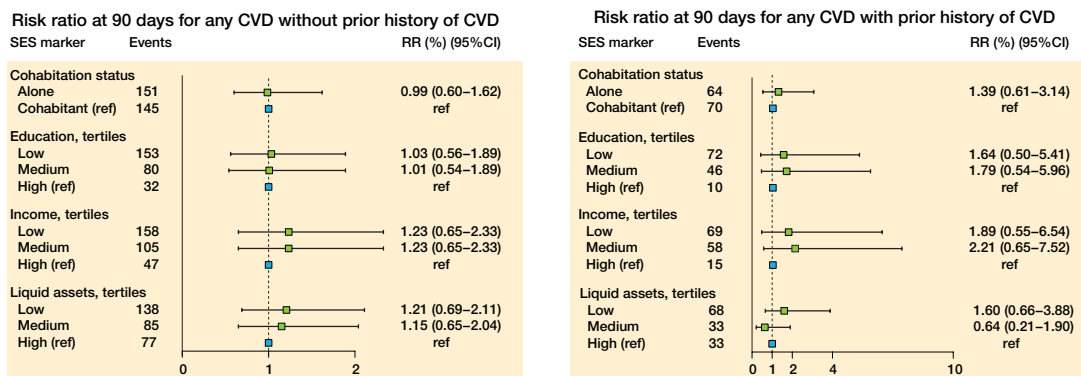 Risk ratio at 90 days for any CVD without prior history of CVD
SES marker Events RR (%) (95%CI)
Cohabitation status
Alone 151 0.99 (0.60–1.62)
Cohabitant (ref) 145 ref
Education, tertiles
Low 153 1.03 (0.56–1.89)
Medium 80 1.01 (0.54–1.89)
High (ref) 32 ref
Income, tertiles
Low 158 1.23 (0.65–2.33)
Medium 105 1.23 (0.65–2.33)
High (ref) 47 ref
Liquid assets, tertiles
Low 138 1.21 (0.69–2.11)
Medium 85 1.15 (0.65–2.04)
High (ref) 77 ref
0 1 2
Risk ratio at 90 days for any CVD with prior history of CVD
SES marker Events RR (%) (95%CI)
Cohabitation status
Alone 64 1.39 (0.61–3.14)
Cohabitant (ref) 70 ref
Education, tertiles
Low 72 1.64 (0.50–5.41)
Medium 46 1.79 (0.54–5.96)
High (ref) 10 ref
Income, tertiles
Low 69 1.89 (0.55–6.54)
Medium 58 2.21 (0.65–7.52)
High (ref) 15 ref
Liquid assets, tertiles
Low 68 1.60 (0.66–3.88)
Medium 33 0.64 (0.21–1.90)
High (ref) 33 ref
0 1 2 4 10